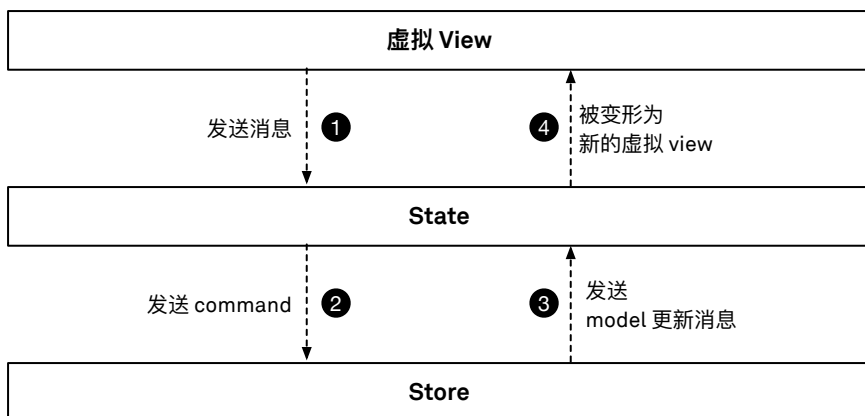 虚拟 View
发送消息
1
4
被变形为
新的虚拟 view
State
发送 command
2
3
发送
model 更新消息
Store